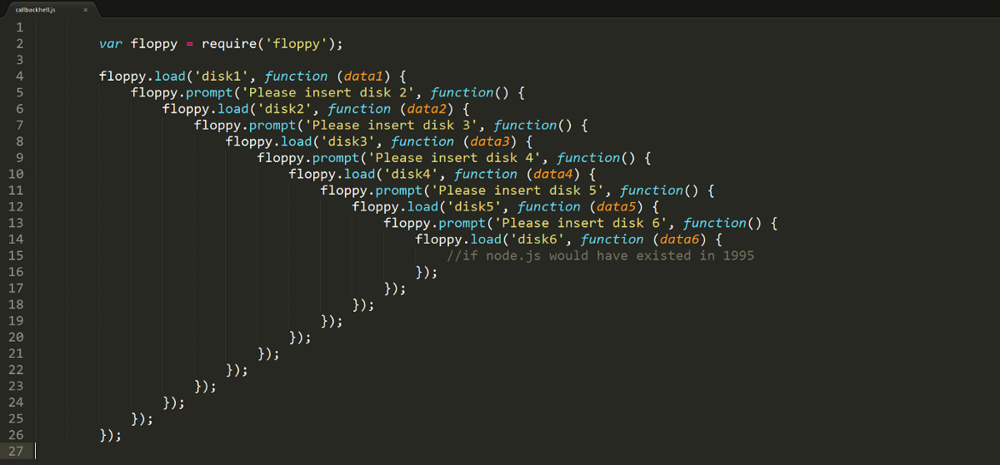 callbackhell.js ×
1
2 var floppy = require('floppy');
3
4 floppy.load('disk1', function (data1) {
5 floppy.prompt('Please insert disk 2', function() {
6 floppy.load('disk2', function (data2) {
7 floppy.prompt('Please insert disk 3', function() {
8 floppy.load('disk3', function (data3) {
9 floppy.prompt('Please insert disk 4', function() {
10 floppy.load('disk4', function (data4) {
11 floppy.prompt('Please insert disk 5', function() {
12 floppy.load('disk5', function (data5) {
13 floppy.prompt('Please insert disk 6', function() {
14 floppy.load('disk6', function (data6) {
15 //if node.js would have existed in 1995
16 });
17 });
18 });
19 });
20 });
21 });
22 });
23 });
24 });
25 });
26 });
27